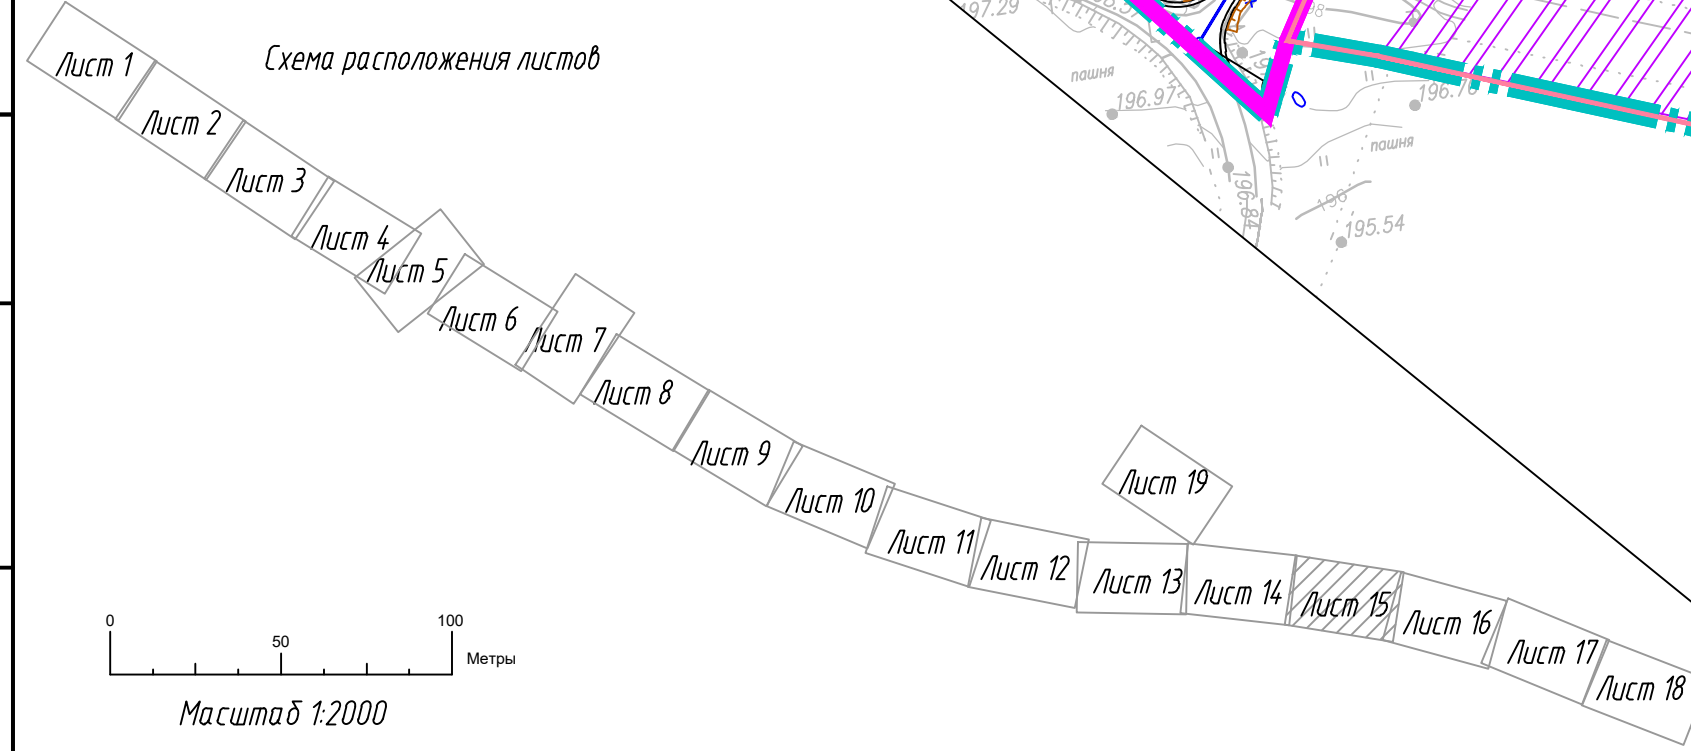 Схема расположения листов
Лист 1
Лист 2
Лист 3
Лист 4
Лист 5
Лист 6
Лист 7
Лист 8
Лист 9
Лист 10
Лист 11
Лист 12
Лист 13
Лист 14
Лист 15
Лист 16
Лист 17
Лист 18
Лист 19
197.29
пашня
196.97
196.84
196.76
пашня
196
195.54
0
50
100
Метры
Масштаб 1:2000